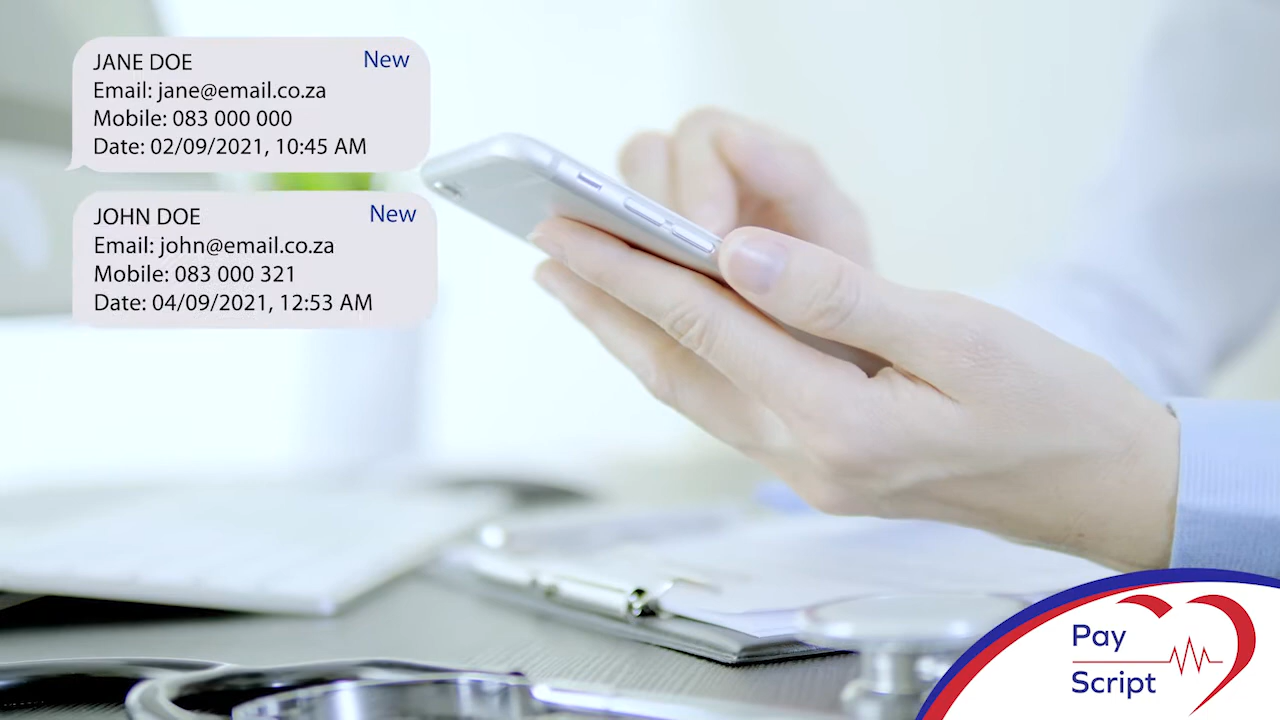 JANE DOE
New
Email: jane@email.co.za
Mobile: 083 000 000
Date: 02/09/2021, 10:45 AM
JOHN DOE
New
Email: john@email.co.za
Mobile: 083 000 321
Date: 04/09/2021, 12:53 AM
Pay
Script